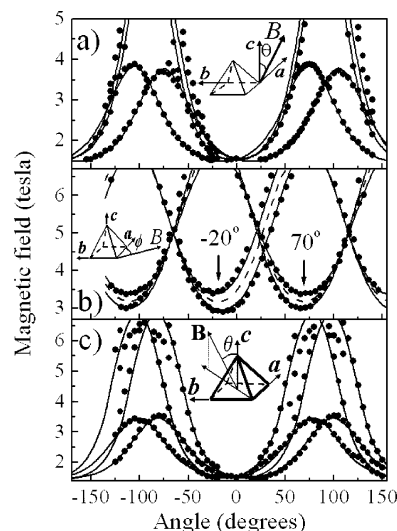 5
a)
c
θ
B
4
b
a
3
2
6
c
a
φ
b
B
-20°
70°
5
4
b)
3
c)
B
θ
c
6
b
a
5
4
3
2
-150 -100 -50 0 50 100 150
Angle (degrees)
Magnetic field (tesla)